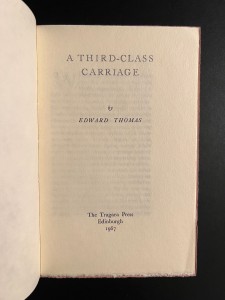 A THIRD-CLASS
CARRIAGE
by
EDWARD THOMAS
The Tragara Press
Edinburgh
1987